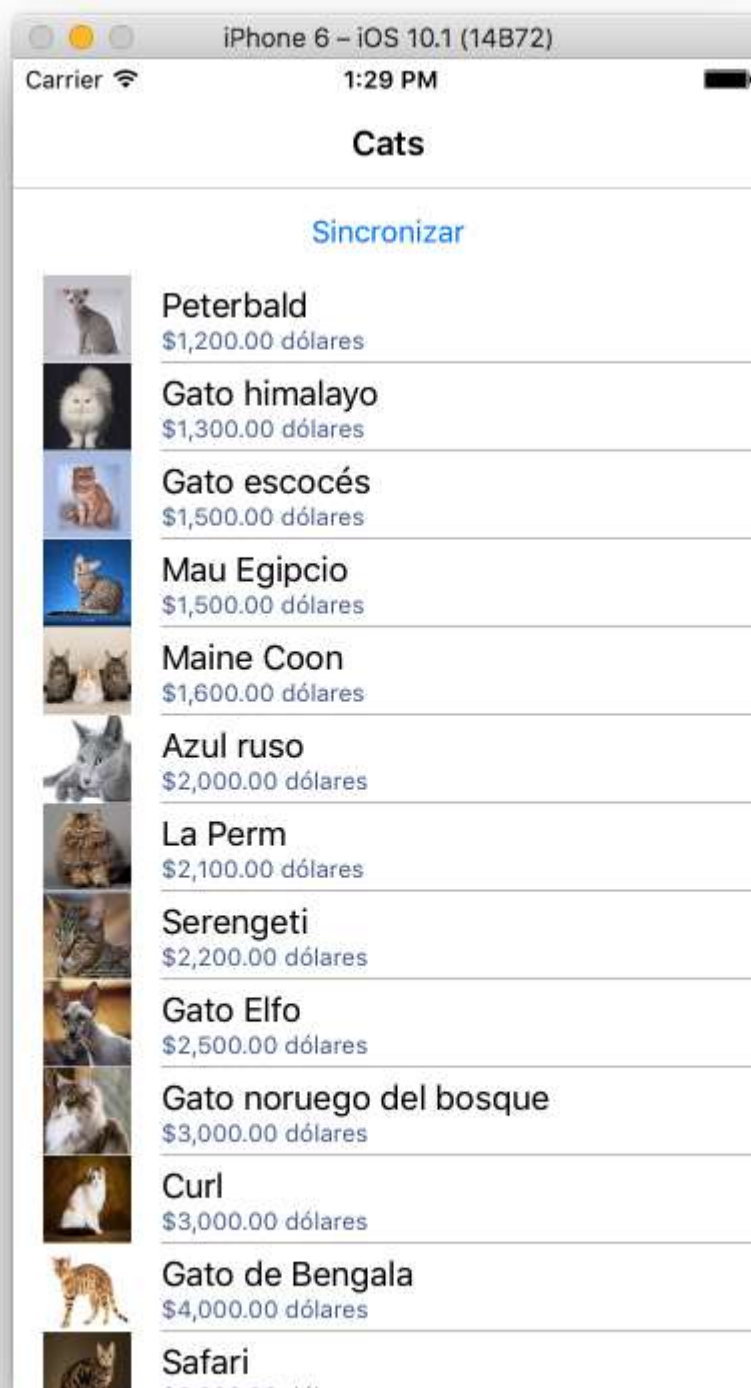 iPhone 6 – iOS 10.1 (14B72)
Carrier 1:29 PM
Cats
Sincronizar
Peterbald
$1,200.00 dólares
Gato himalayo
$1,300.00 dólares
Gato escocés
$1,500.00 dólares
Mau Egipcio
$1,500.00 dólares
Maine Coon
$1,600.00 dólares
Azul ruso
$2,000.00 dólares
La Perm
$2,100.00 dólares
Serengeti
$2,200.00 dólares
Gato Elfo
$2,500.00 dólares
Gato noruego del bosque
$3,000.00 dólares
Curl
$3,000.00 dólares
Gato de Bengala
$4,000.00 dólares
Safari